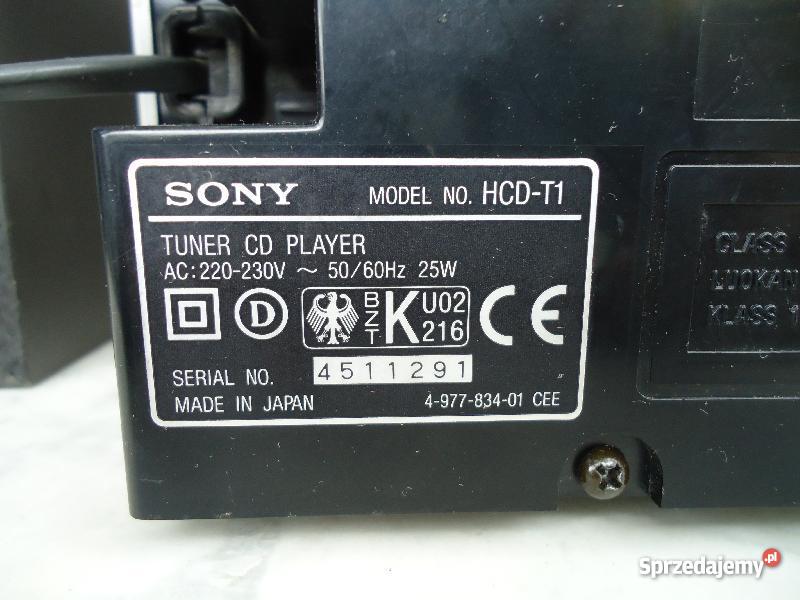 SONY MODEL NO. HCD-T1
TUNER CD PLAYER
AC:220-230V ~ 50/60Hz 25W
D BZT K U02 216 CE
SERIAL NO. 4511291
MADE IN JAPAN 4-977-834-01 CEE
CLASS
LUOKAN
KLASS 1
Sprzedajemy.pl